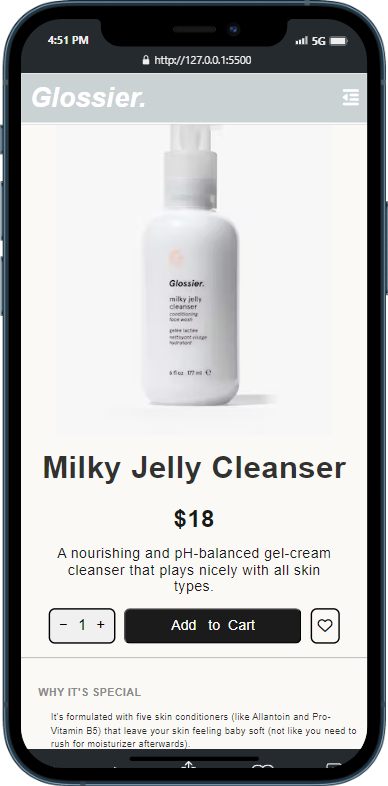 4:51 PM
5G
http://127.0.0.1:5500
Glossier.
Glossier.
milky jelly
cleanser
conditioning
face wash
gelée lactée
nettoyant visage
hydratant
6 fl oz 177 ml ℮
Milky Jelly Cleanser
$18
A nourishing and pH-balanced gel-cream
cleanser that plays nicely with all skin
types.
− 1 + Add to Cart
WHY IT'S SPECIAL
It's formulated with five skin conditioners (like Allantoin and Pro-
Vitamin B5) that leave your skin feeling baby soft (not like you need to
rush for moisturizer afterwards).